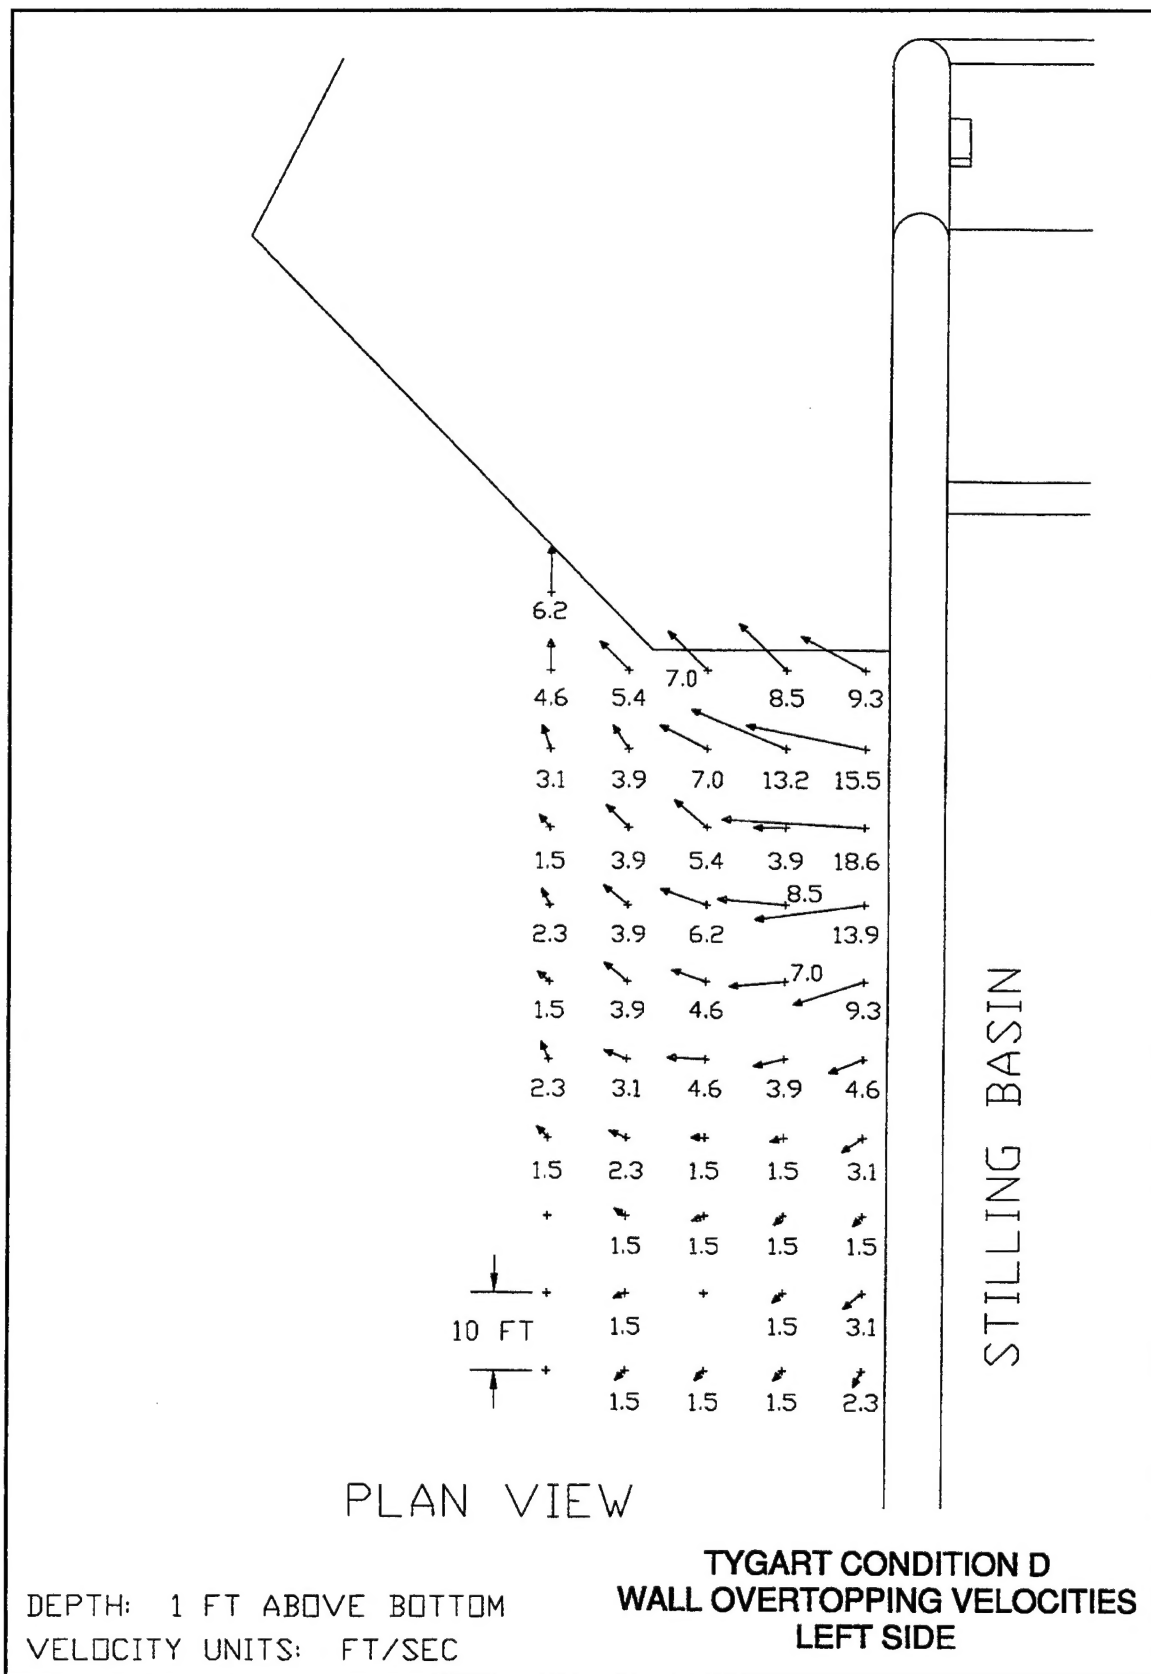 6.2
7.0
4.6 5.4 8.5 9.3
3.1 3.9 7.0 13.2 15.5
1.5 3.9 5.4 3.9 18.6
8.5
2.3 3.9 6.2 13.9
7.0
1.5 3.9 4.6 9.3
2.3 3.1 4.6 3.9 4.6
1.5 2.3 1.5 1.5 3.1
1.5 1.5 1.5 1.5
10 FT 1.5 1.5 3.1
1.5 1.5 1.5 2.3
STILLING BASIN
PLAN VIEW
TYGART CONDITION D
WALL OVERTOPPING VELOCITIES
LEFT SIDE
DEPTH: 1 FT ABOVE BOTTOM
VELOCITY UNITS: FT/SEC